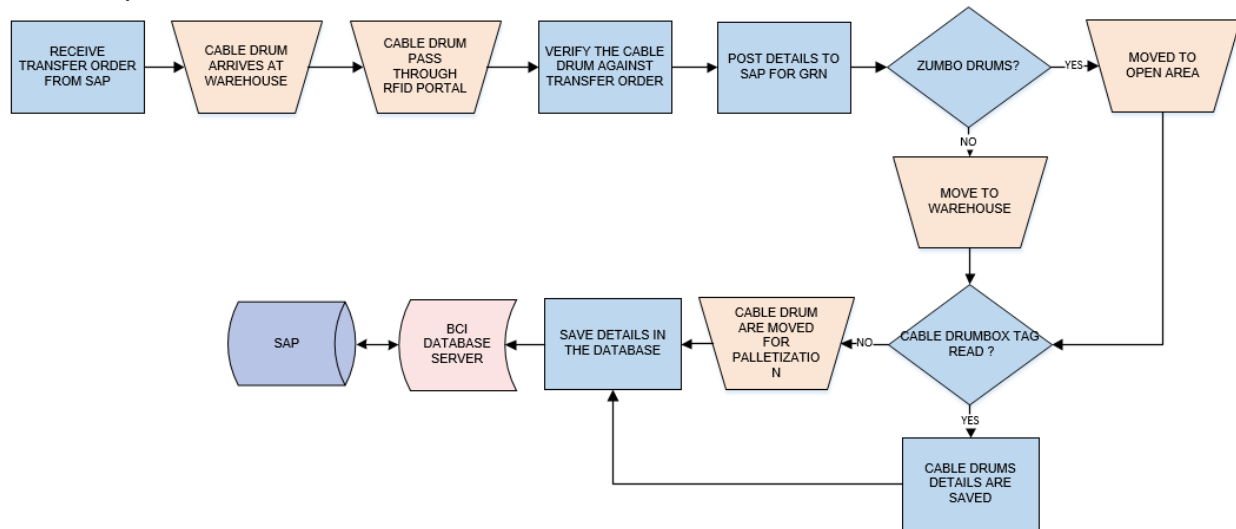 RECEIVE
TRANSFER ORDER
FROM SAP
CABLE DRUM
ARRIVES AT
WAREHOUSE
CABLE DRUM
PASS
THROUGH
RFID PORTAL
VERIFY THE CABLE
DRUM AGAINST
TRANSFER ORDER
POST DETAILS TO
SAP FOR GRN
ZUMBO DRUMS?
YES
MOVED TO
OPEN AREA
NO
MOVE TO
WAREHOUSE
CABLE DRUMBOX TAG
READ ?
NO
CABLE DRUM
ARE MOVED
FOR
PALLETIZATIO
N
SAVE DETAILS IN
THE DATABASE
BCI
DATABASE
SERVER
SAP
YES
CABLE DRUMS
DETAILS ARE
SAVED